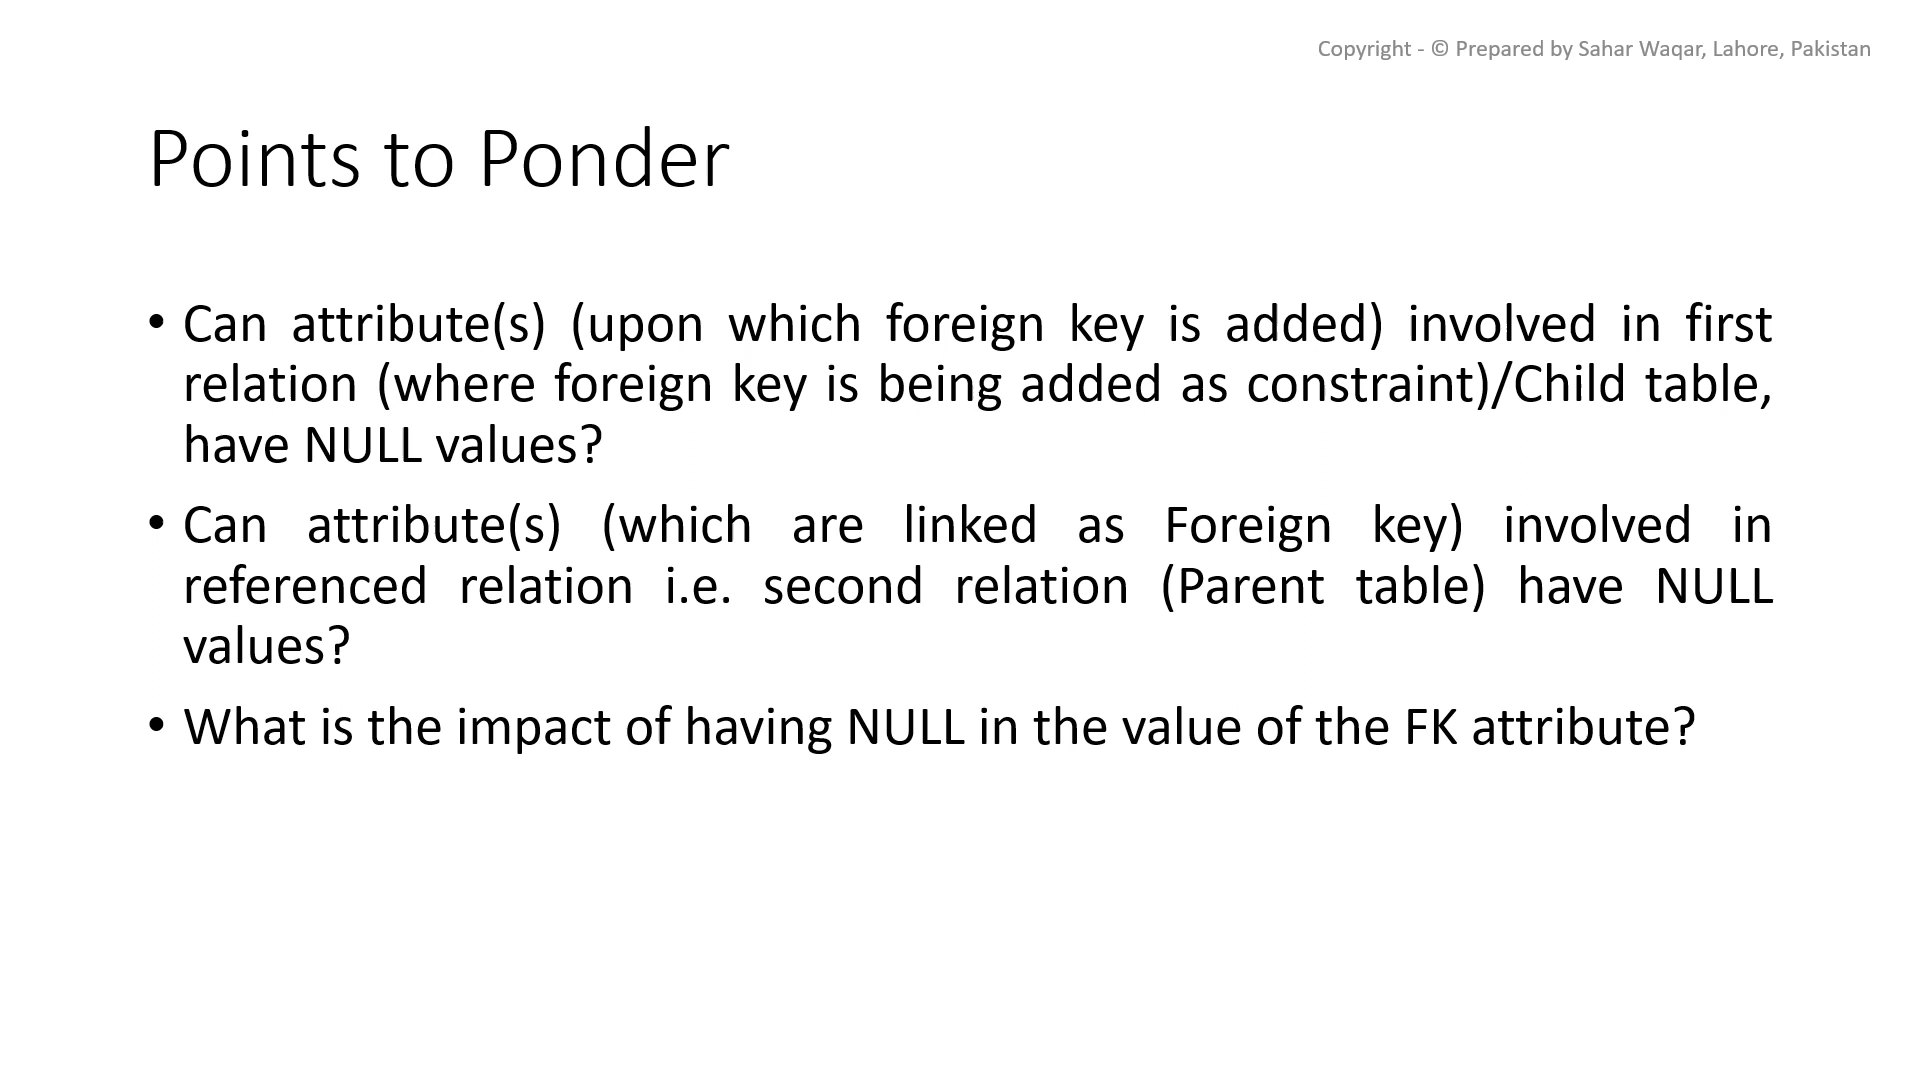 Copyright - © Prepared by Sahar Waqar, Lahore, Pakistan
Points to Ponder
• Can attribute(s) (upon which foreign key is added) involved in first
relation (where foreign key is being added as constraint)/Child table,
have NULL values?
• Can attribute(s) (which are linked as Foreign key) involved in
referenced relation i.e. second relation (Parent table) have NULL
values?
• What is the impact of having NULL in the value of the FK attribute?